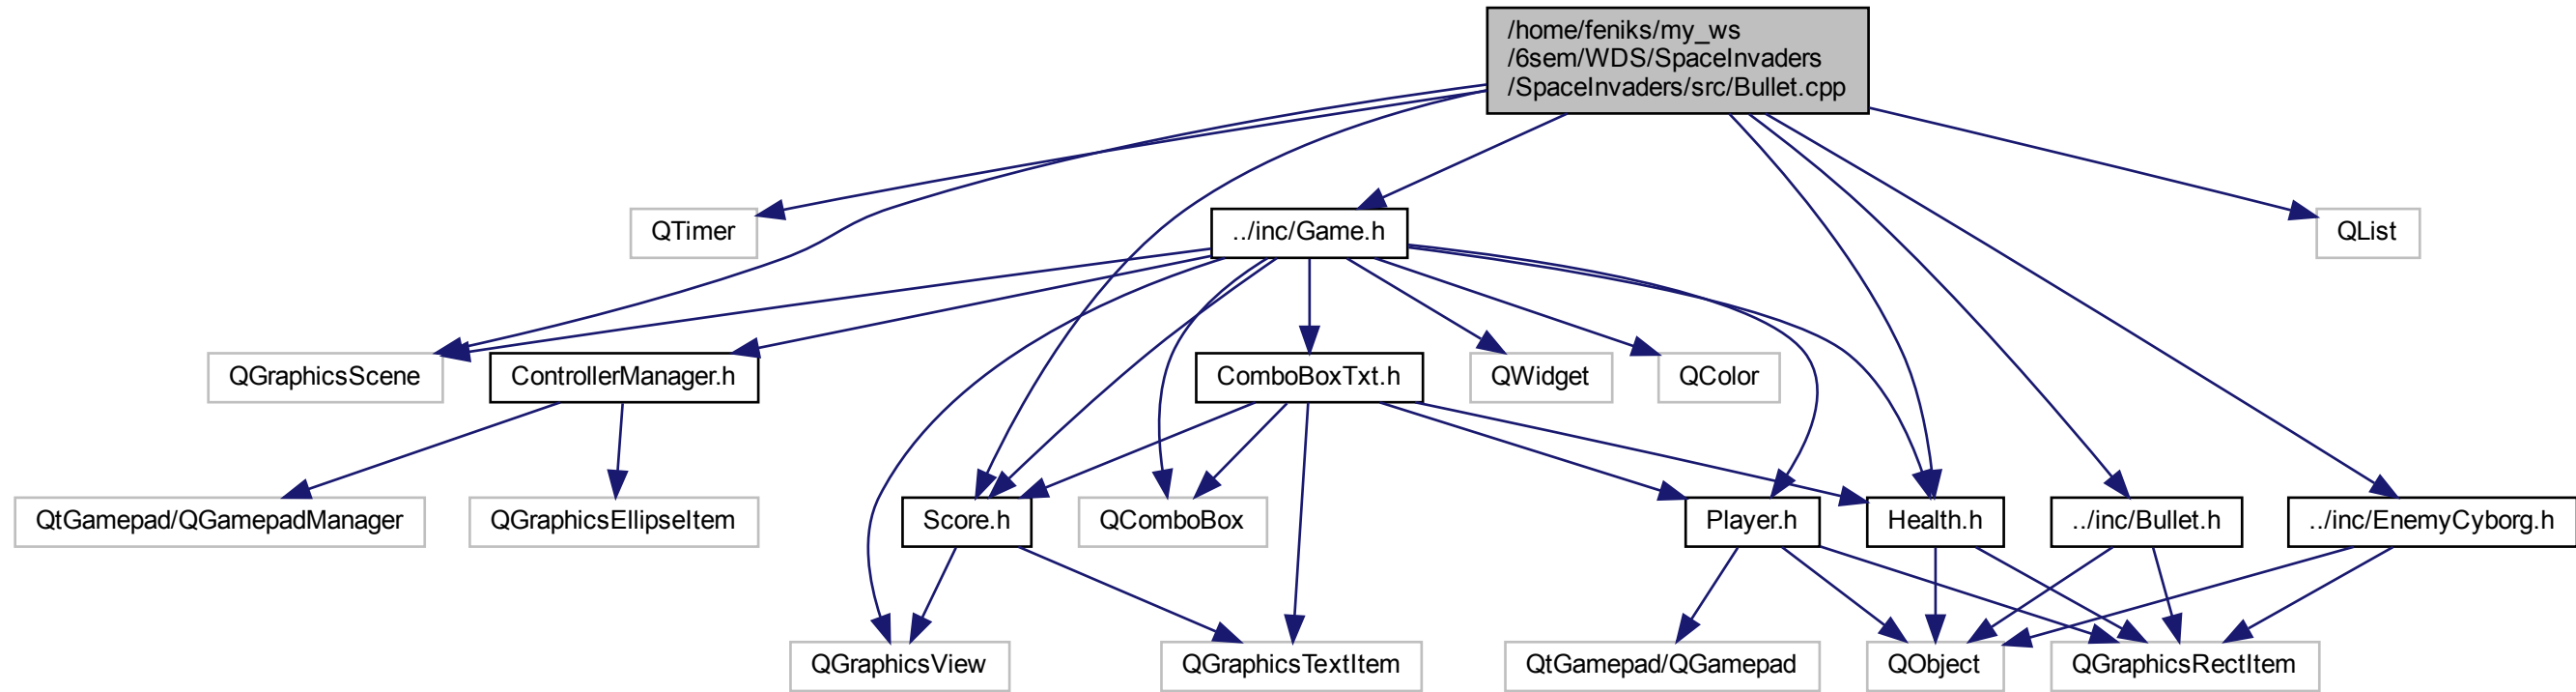 /home/feniks/my_ws
/6sem/WDS/SpaceInvaders
/SpaceInvaders/src/Bullet.cpp
QTimer
../inc/Game.h
QList
QGraphicsScene
ControllerManager.h
ComboBoxTxt.h
QWidget
QColor
QtGamepad/QGamepadManager
QGraphicsEllipseItem
Score.h
QComboBox
Player.h
Health.h
../inc/Bullet.h
../inc/EnemyCyborg.h
QGraphicsView
QGraphicsTextItem
QtGamepad/QGamepad
QObject
QGraphicsRectItem